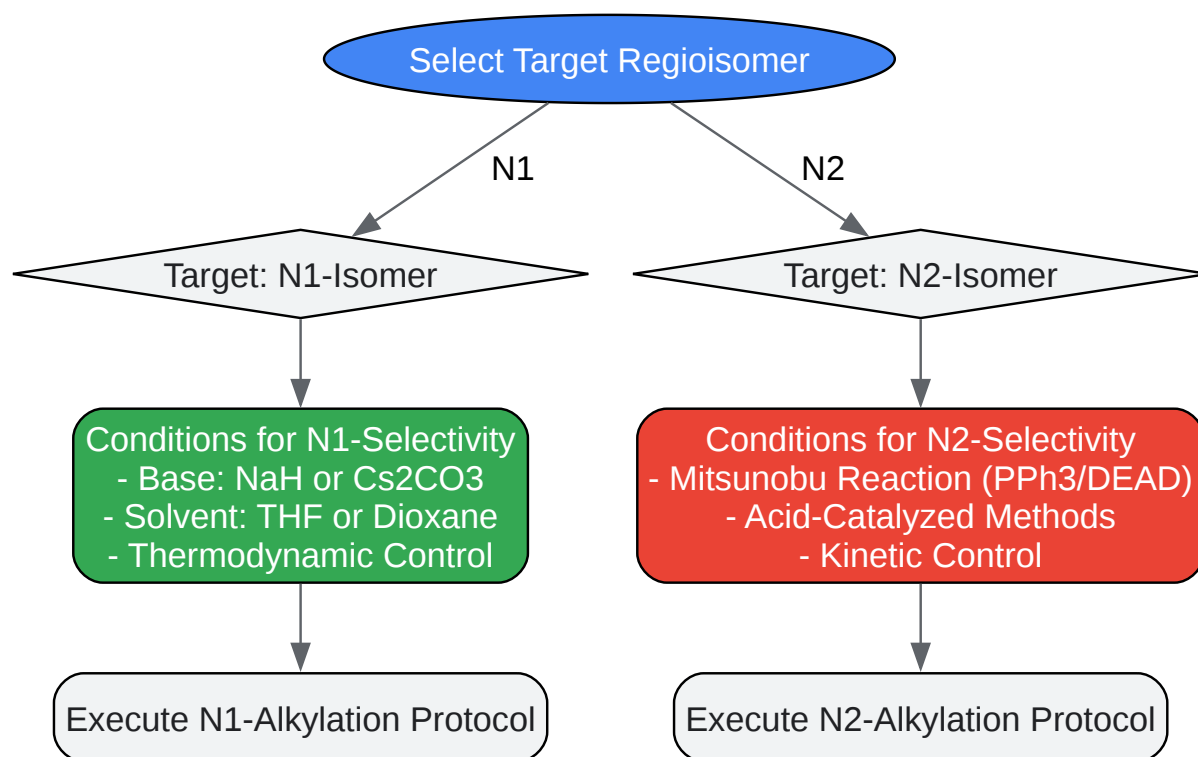 Select Target Regioisomer
N1
N2
Target: N1-Isomer
Target: N2-Isomer
Conditions for N1-Selectivity
- Base: NaH or Cs2CO3
- Solvent: THF or Dioxane
- Thermodynamic Control
Conditions for N2-Selectivity
- Mitsunobu Reaction (PPh3/DEAD)
- Acid-Catalyzed Methods
- Kinetic Control
Execute N1-Alkylation Protocol
Execute N2-Alkylation Protocol